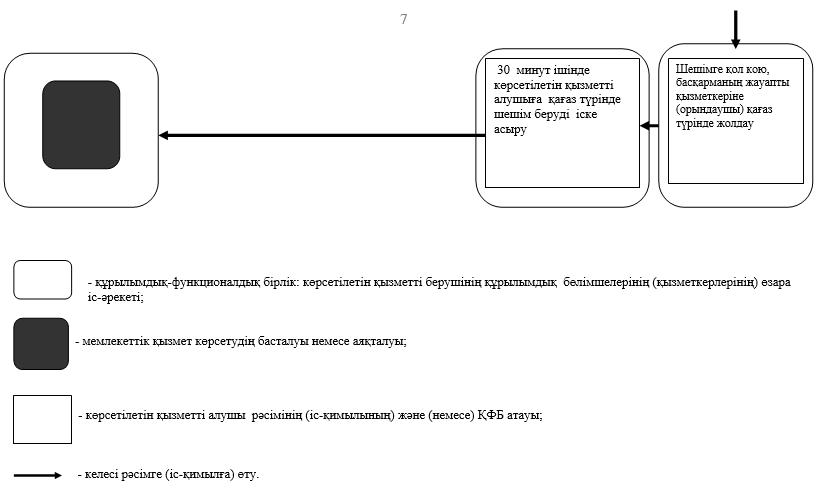 7
30 минут ішінде
көрсетілетін қызметті
алушыға қағаз түрінде
шешім беруді іске
асыру
Шешімге қол кою,
басқарманың жауапты
қызметкеріне
(орындаушы) қағаз
түрінде жолдау
- құрылымдық-функционалдық бірлік: көрсетілетін қызметті берушінің құрылымдық бөлімшелерінің (қызметкерлерінің) өзара
іс-әрекеті;
- мемлекеттік қызмет көрсетудің басталуы немесе аяқталуы;
- көрсетілетін қызметті алушы рәсімінің (іс-қимылының) және (немесе) ҚФБ атауы;
- келесі рәсімге (іс-қимылға) өту.